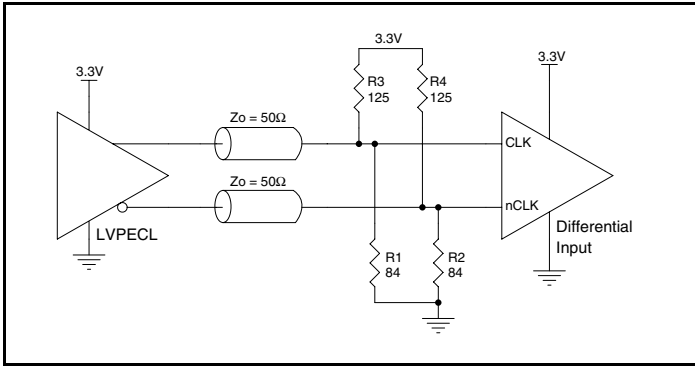 3.3V
3.3V
3.3V
R3
125
R4
125
Zo = 50Ω
CLK
Zo = 50Ω
nCLK
LVPECL
Differential
Input
R1
84
R2
84